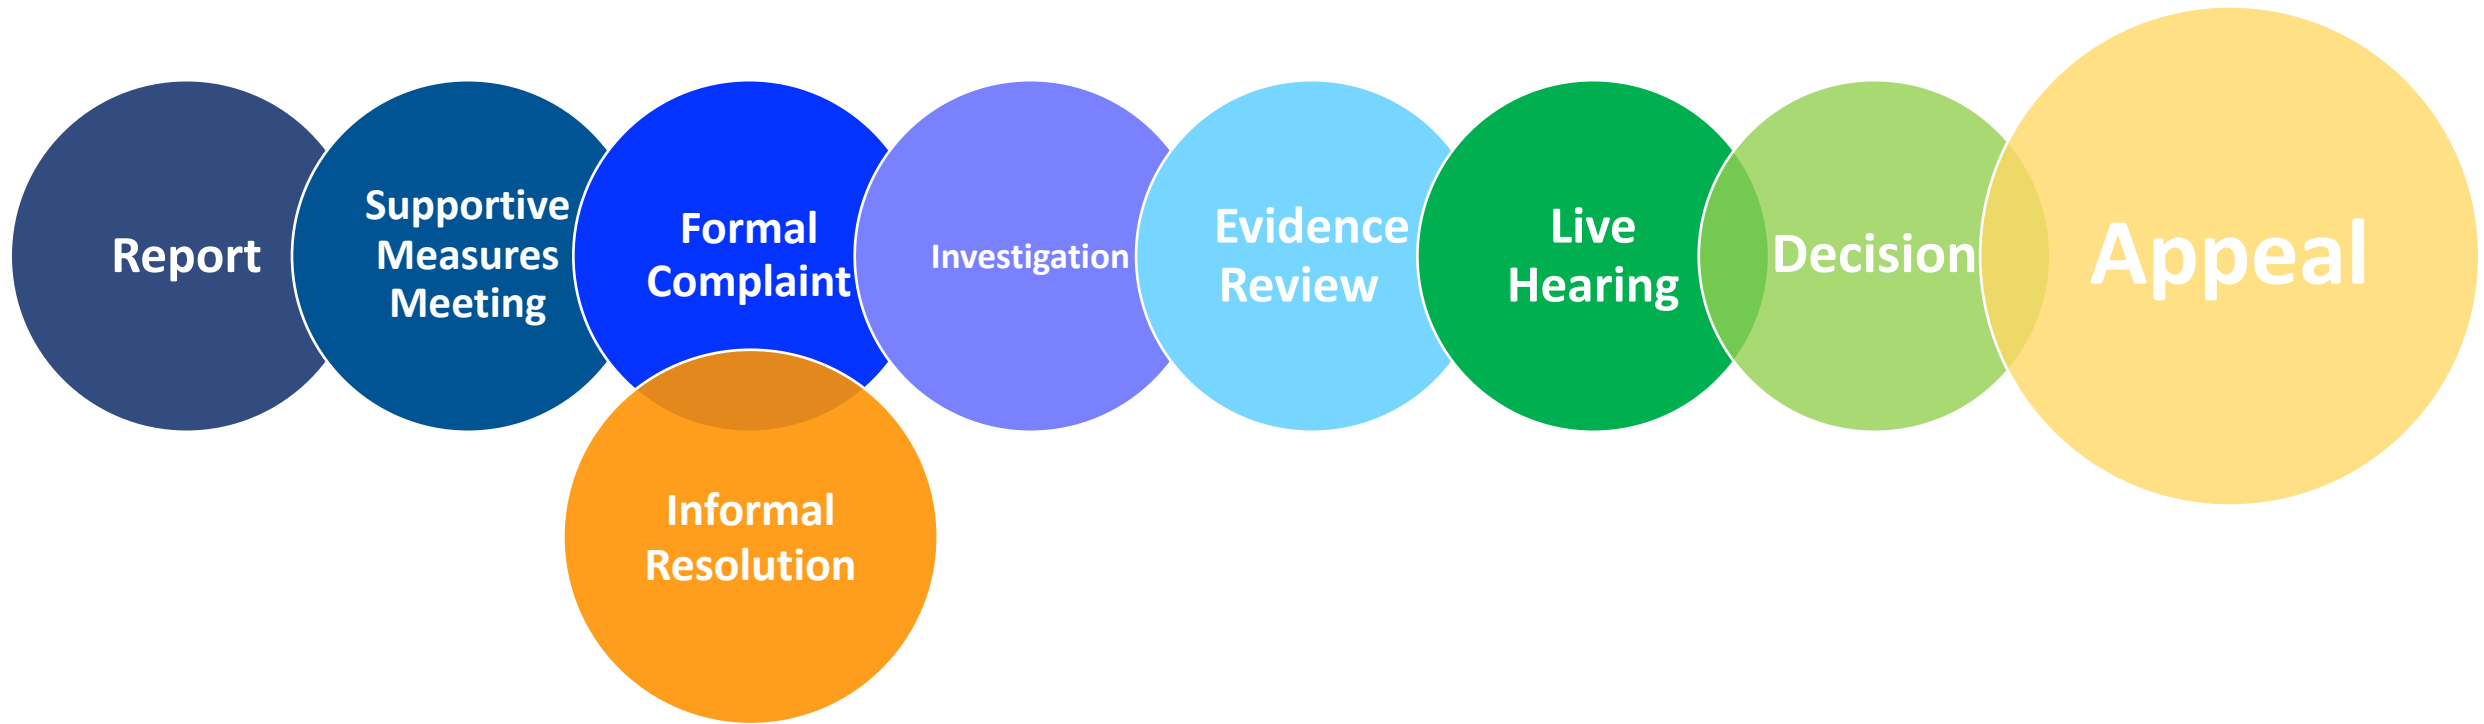 Report
Supportive
Measures
Meeting
Formal
Complaint
Investigation
Evidence
Review
Live
Hearing
Decision
Appeal
Informal
Resolution